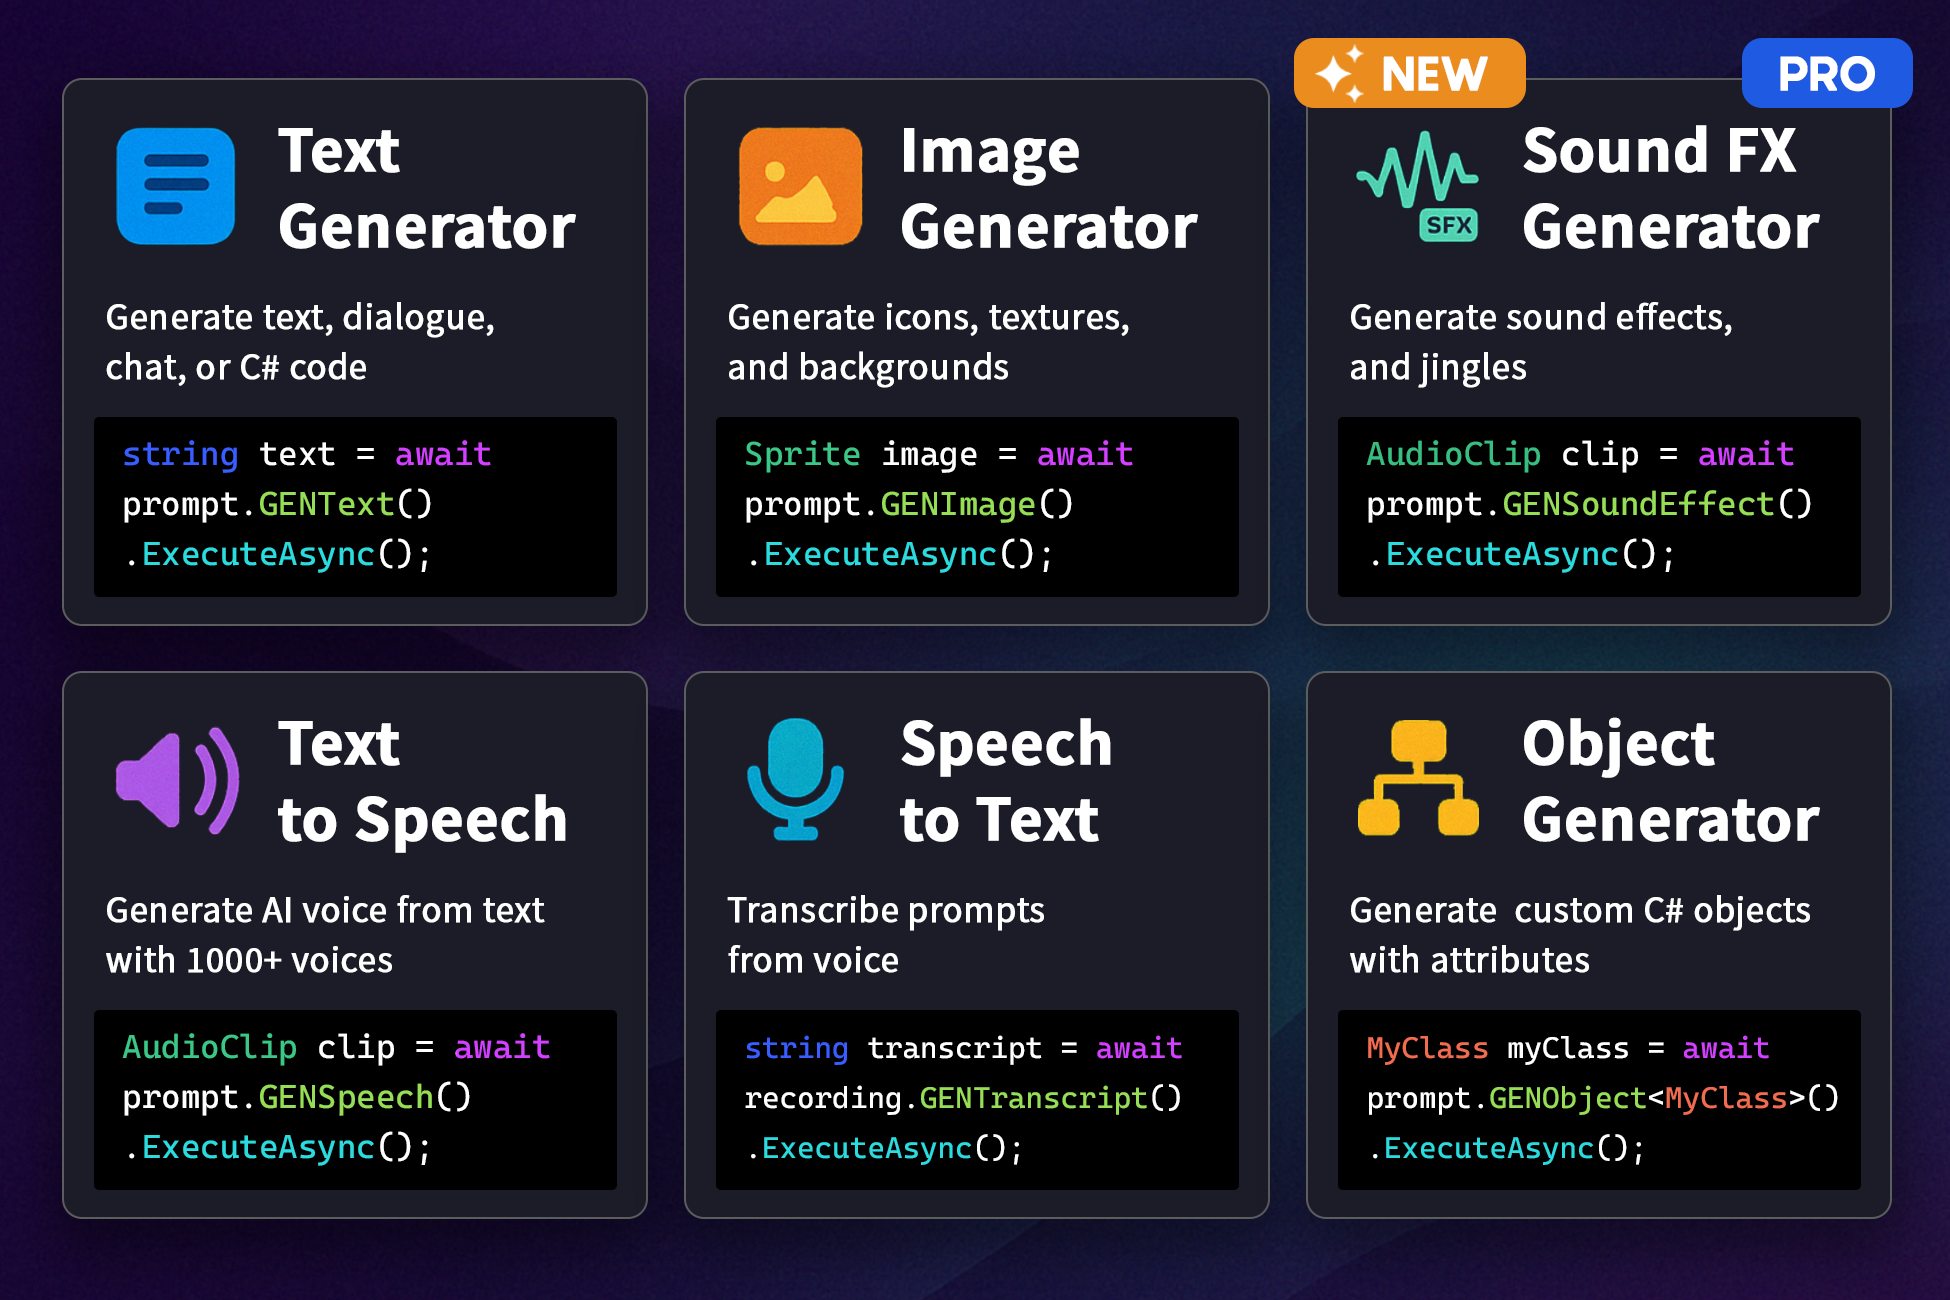 Text
Generator
Generate text, dialogue,
chat, or C# code
string text = await
prompt.GENText()
.ExecuteAsync();
Image
Generator
Generate icons, textures,
and backgrounds
Sprite image = await
prompt.GENImage()
.ExecuteAsync();
NEW
PRO
SFX
Sound FX
Generator
Generate sound effects,
and jingles
AudioClip clip = await
prompt.GENSoundEffect()
.ExecuteAsync();
Text
to Speech
Generate AI voice from text
with 1000+ voices
AudioClip clip = await
prompt.GENSpeech()
.ExecuteAsync();
Speech
to Text
Transcribe prompts
from voice
string transcript = await
recording.GENTranscript()
.ExecuteAsync();
Object
Generator
Generate  custom C# objects
with attributes
MyClass myClass = await
prompt.GENObject<MyClass>()
.ExecuteAsync();